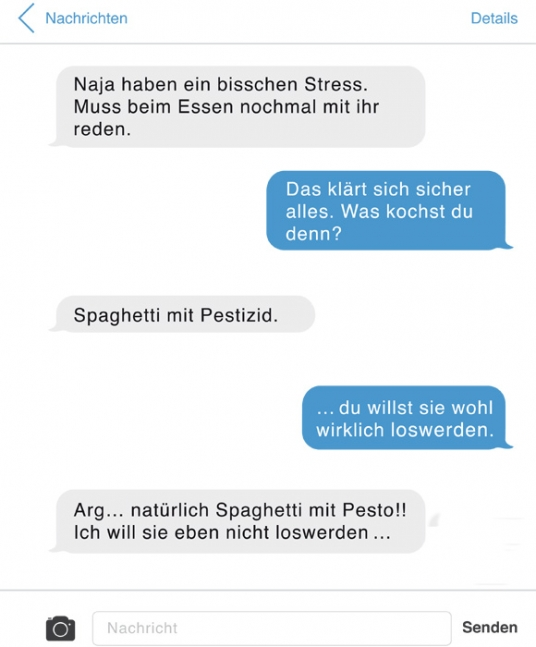 Nachrichten
Details
Naja haben ein bisschen Stress.
Muss beim Essen nochmal mit ihr
reden.
Das klärt sich sicher
alles. Was kochst du
denn?
Spaghetti mit Pestizid.
... du willst sie wohl
wirklich loswerden.
Arg... natürlich Spaghetti mit Pesto!!
Ich will sie eben nicht loswerden ...
Nachricht
Senden